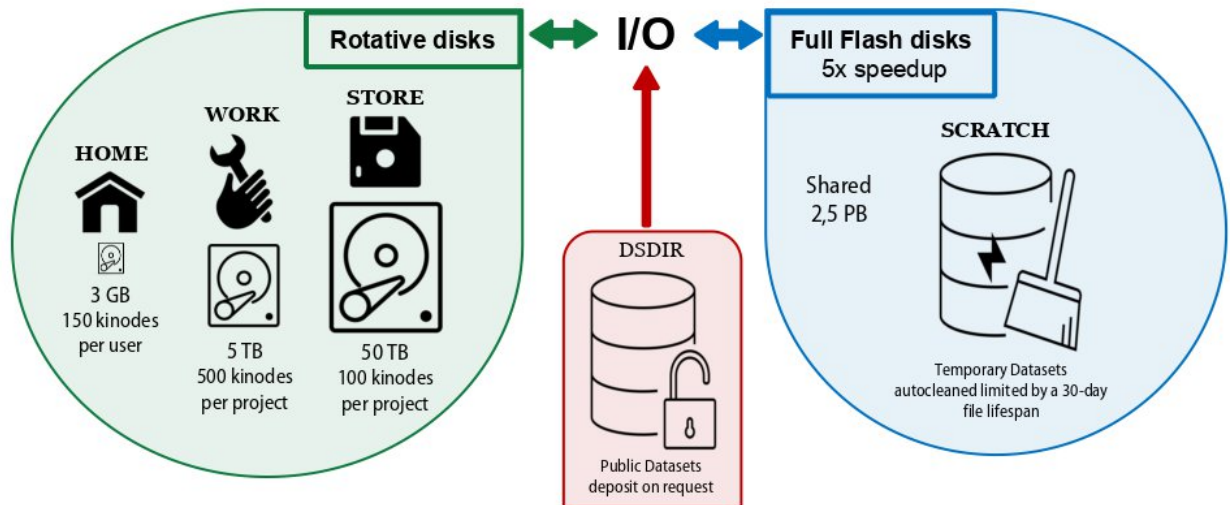 Rotative disks
I/O
Full Flash disks
5x speedup
HOME
3 GB
150 kinodes
per user
WORK
5 TB
500 kinodes
per project
STORE
50 TB
100 kinodes
per project
DSDIR
Public Datasets
deposit on request
Shared
2,5 PB
SCRATCH
Temporary Datasets
autocleaned limited by a 30-day
file lifespan